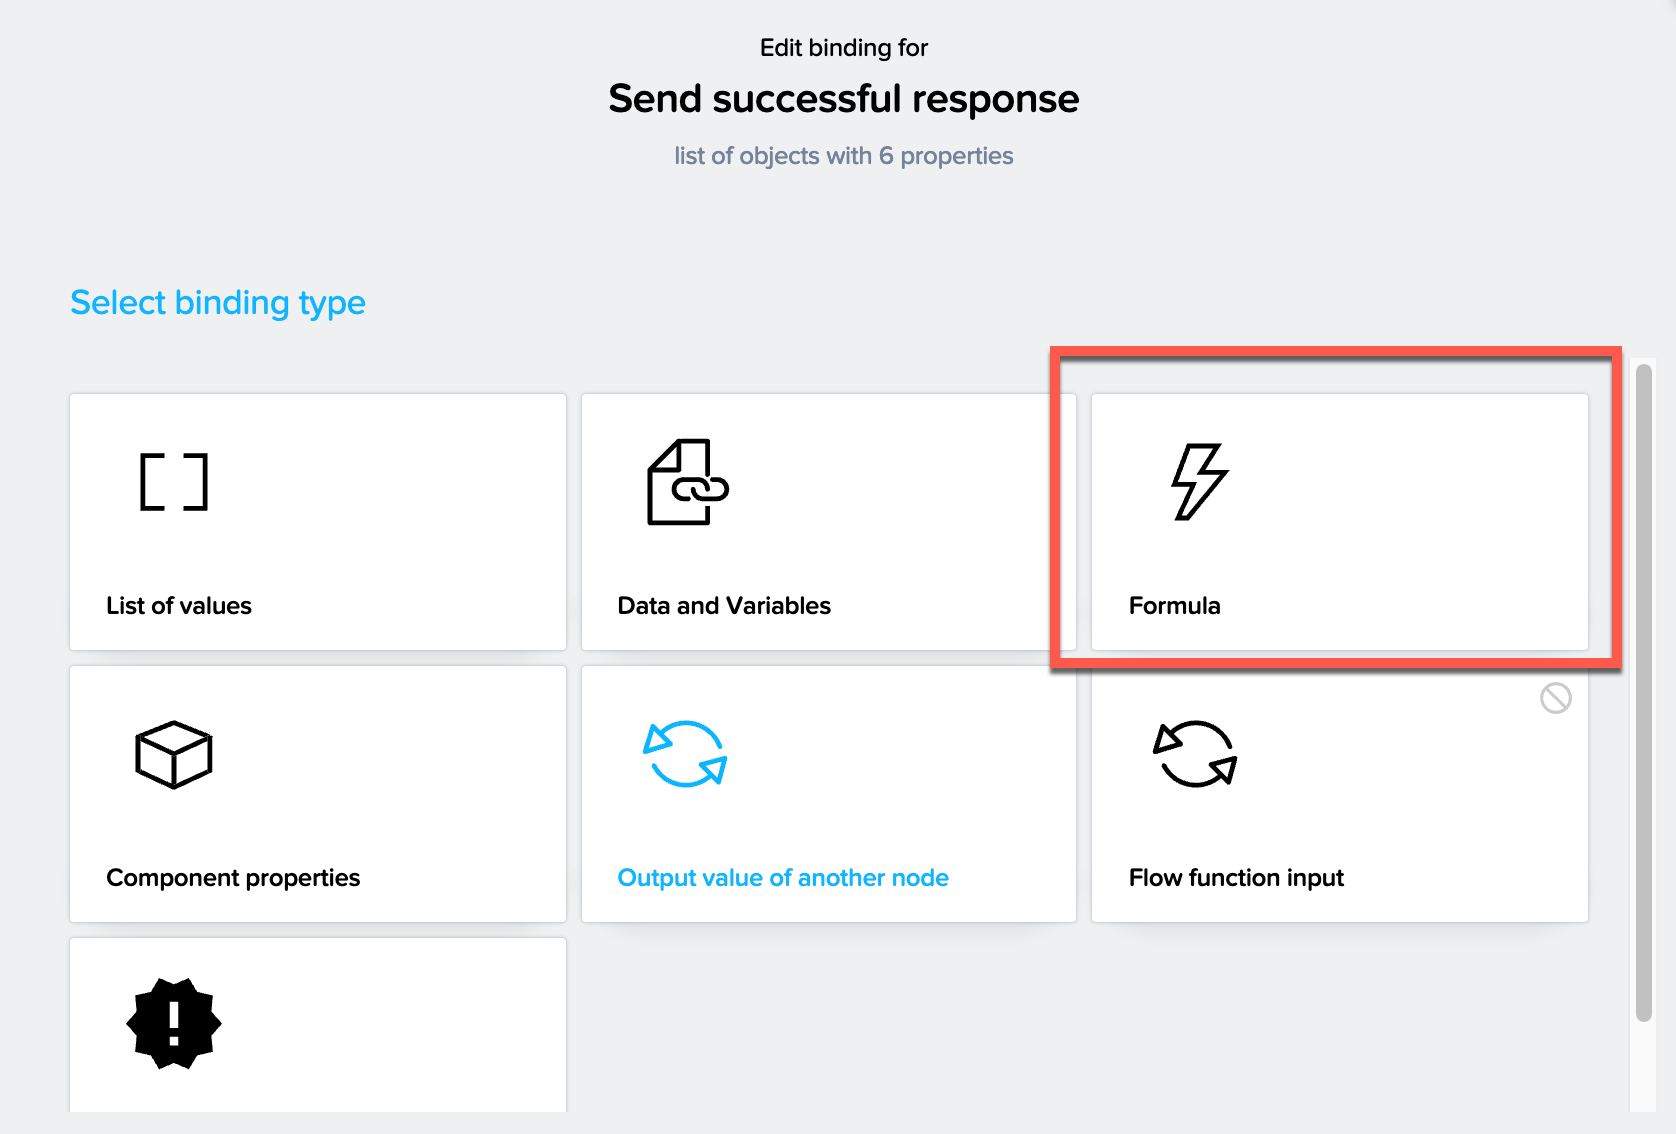 Edit binding for
Send successful response
list of objects with 6 properties
Select binding type
List of values
Data and Variables
Formula
Component properties
Output value of another node
Flow function input